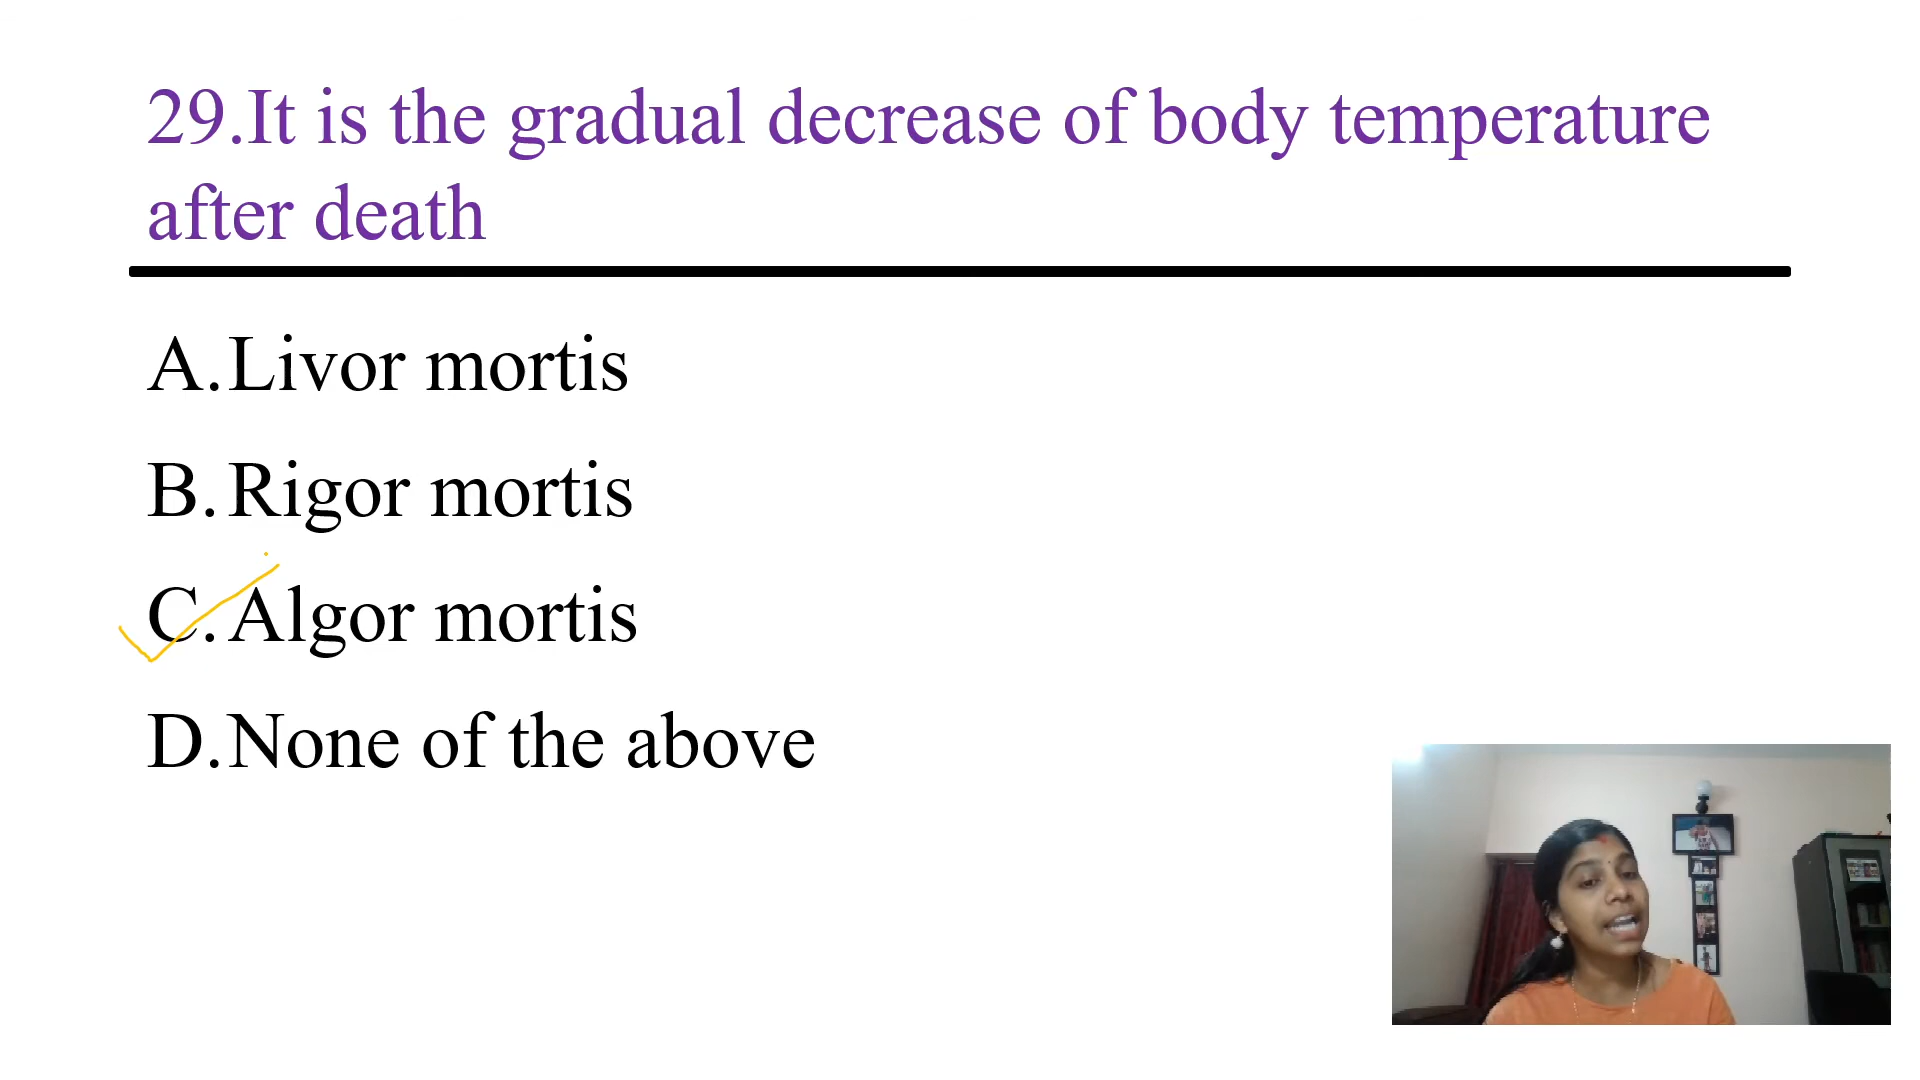 29.It is the gradual decrease of body temperature
after death
A.Livor mortis
B.Rigor mortis
C.Algor mortis
D.None of the above